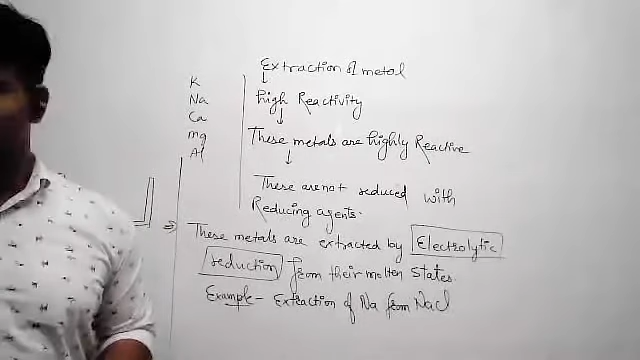 Extraction of metal
K
Na
Ca
mg
Al
high Reactivity
These metals are highly Reactive
These are not reduced with
Reducing agents.
These metals are extracted by Electrolytic
reduction from their molten states.
Example - Extraction of Na from NaCl